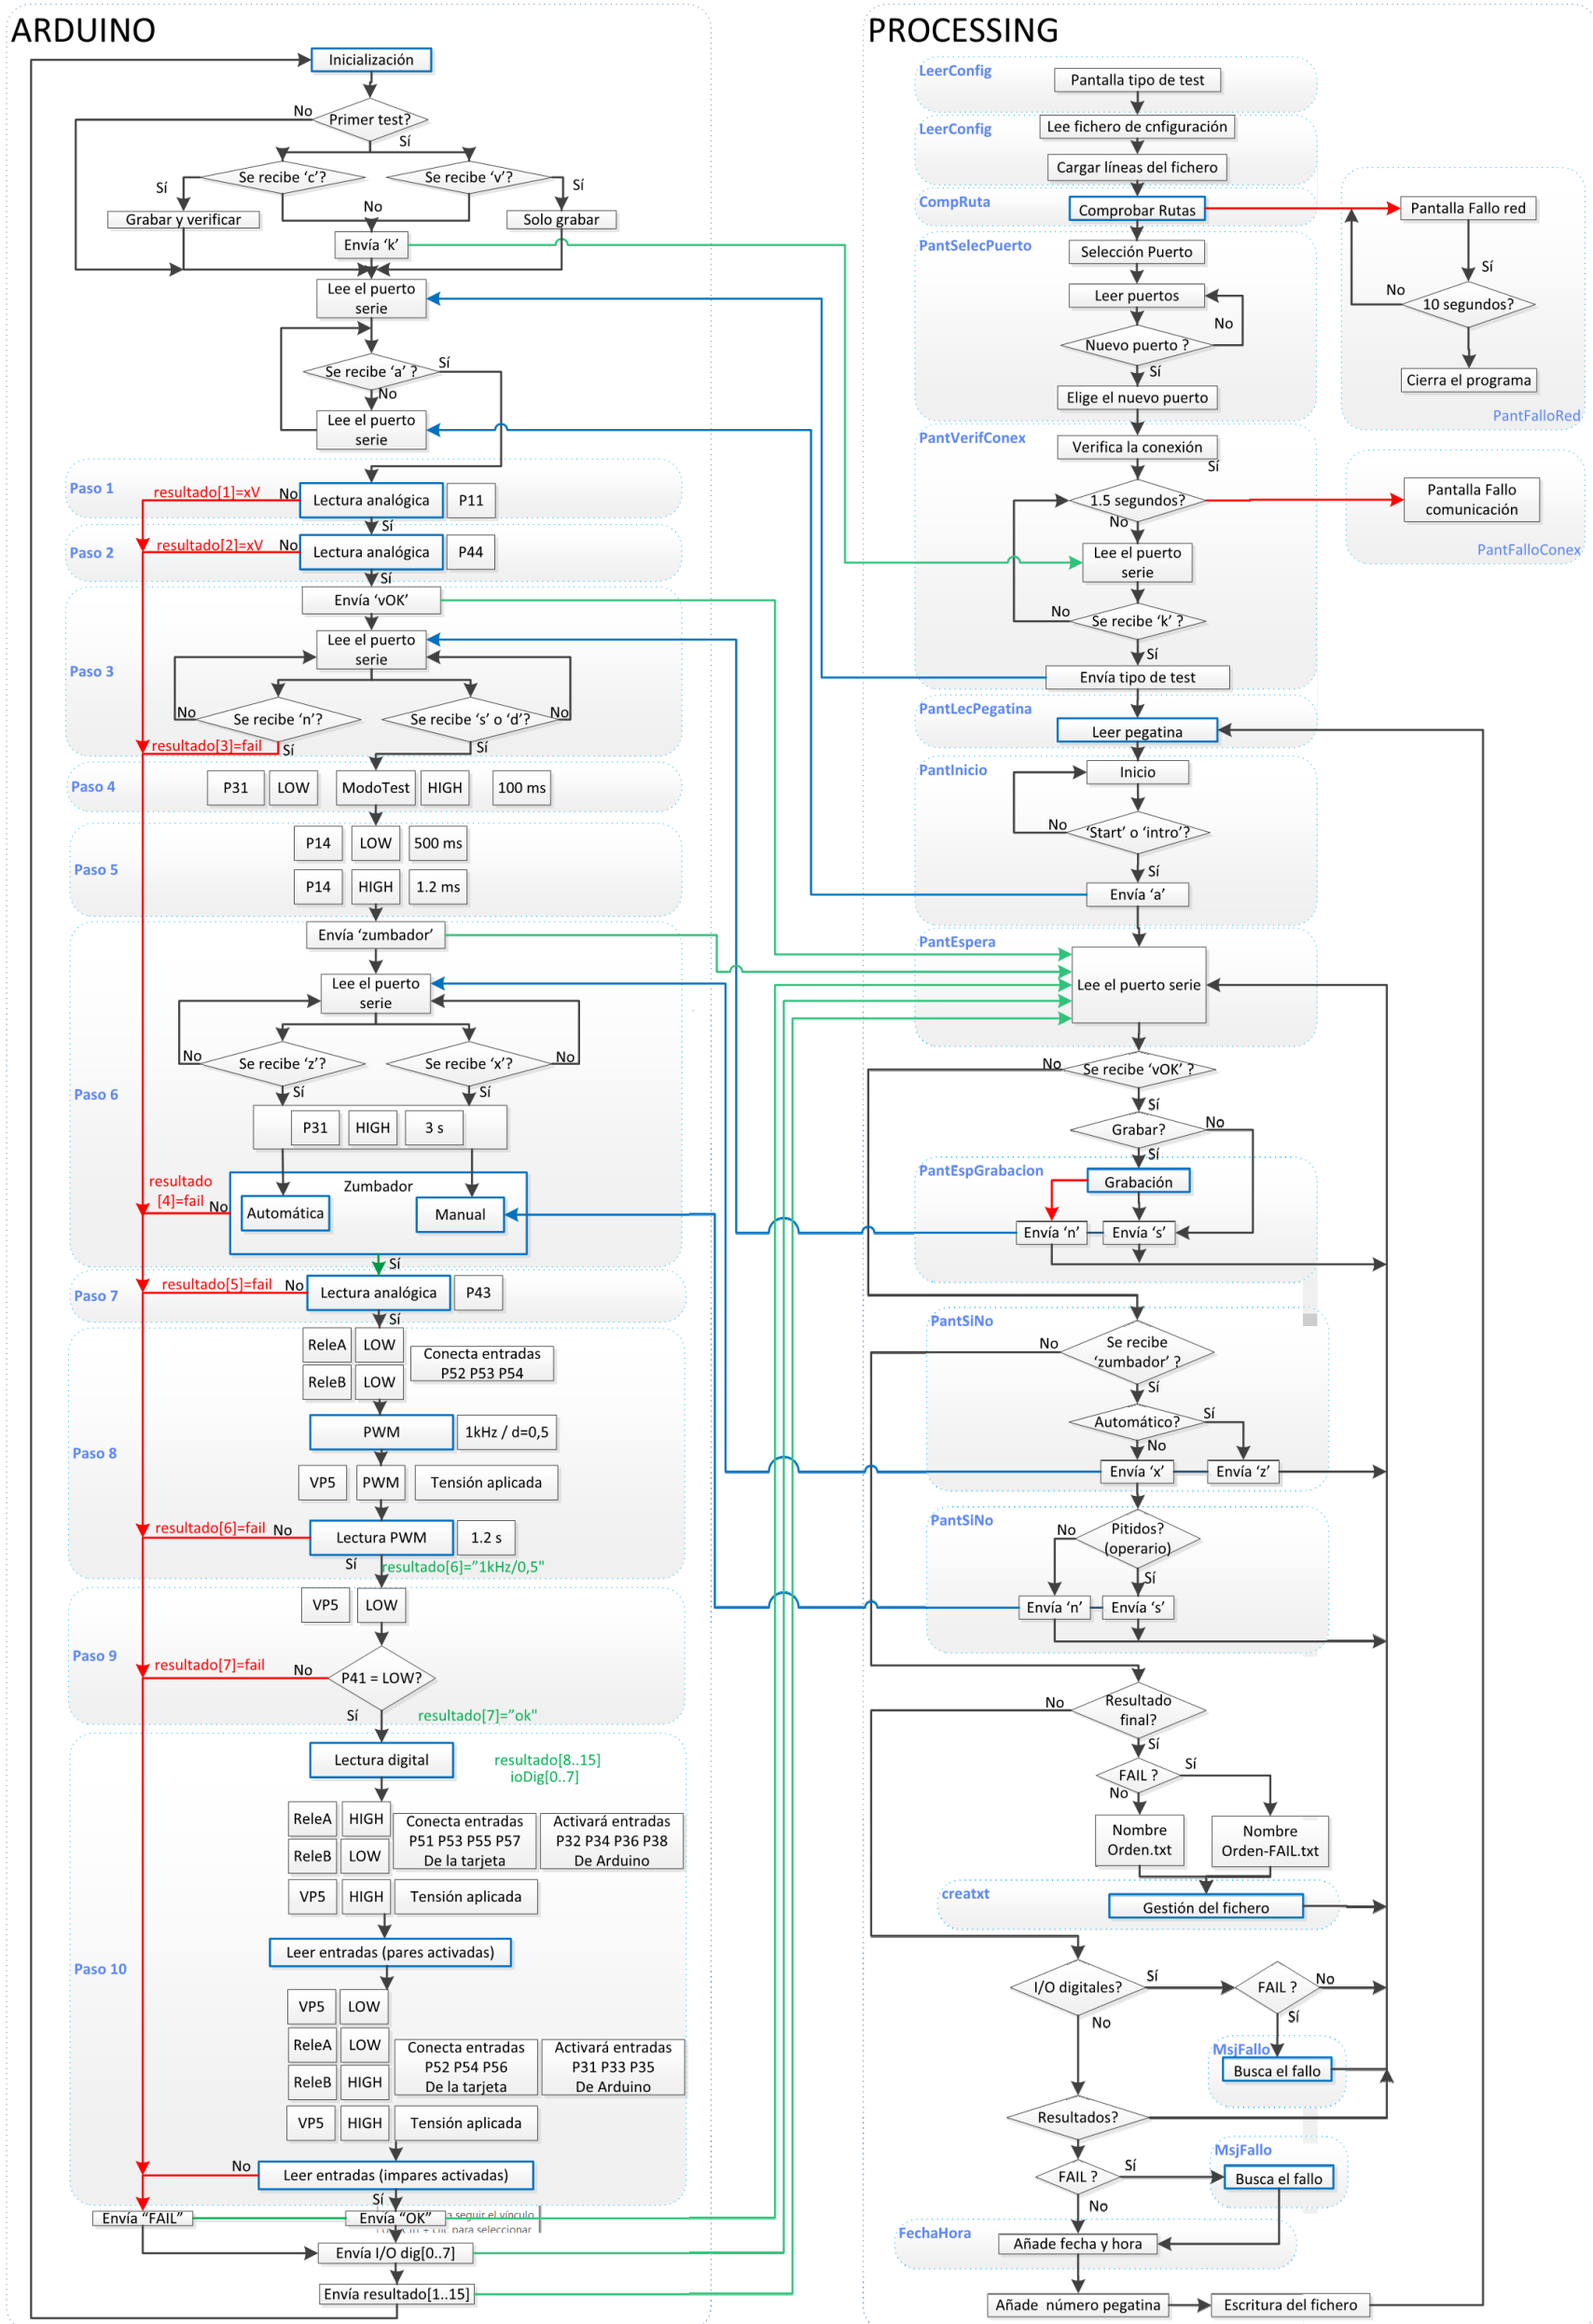 ARDUINO
Inicialización
Primer test?
No
Sí
Se recibe ‘c’?
Se recibe ‘v’?
Sí
No
Sí
Grabar y verificar
Solo grabar
Envía ‘k’
Lee el puerto
serie
Se recibe ‘a’ ?
Sí
No
Lee el puerto
serie
Paso 1
resultado[1]=xV
No
Lectura analógica
P11
Sí
Paso 2
resultado[2]=xV
No
Lectura analógica
P44
Sí
Envía ‘vOK’
Lee el puerto
serie
Paso 3
No
Se recibe ‘n’?
Se recibe ‘s’ o ‘d’?
No
resultado[3]=fail
Sí
Sí
Paso 4
P31
LOW
ModoTest
HIGH
100 ms
Paso 5
P14
LOW
500 ms
P14
HIGH
1.2 ms
Envía ‘zumbador’
Lee el puerto
serie
No
Se recibe ‘z’?
Se recibe ‘x’?
No
Sí
Sí
Paso 6
P31
HIGH
3 s
resultado
[4]=fail
No
Zumbador
Automática
Manual
Sí
Paso 7
resultado[5]=fail
No
Lectura analógica
P43
Sí
ReleA
LOW
Conecta entradas
P52 P53 P54
ReleB
LOW
Paso 8
PWM
1kHz / d=0,5
VP5
PWM
Tensión aplicada
resultado[6]=fail
No
Lectura PWM
1.2 s
Sí
resultado[6]=”1kHz/0,5"
VP5
LOW
Paso 9
resultado[7]=fail
No
P41 = LOW?
Sí
resultado[7]=”ok"
Lectura digital
resultado[8..15]
ioDig[0..7]
ReleA
HIGH
ReleB
LOW
Conecta entradas
P51 P53 P55 P57
De la tarjeta
Activará entradas
P32 P34 P36 P38
De Arduino
VP5
HIGH
Tensión aplicada
Leer entradas (pares activadas)
Paso 10
VP5
LOW
ReleA
LOW
ReleB
HIGH
Conecta entradas
P52 P54 P56
De la tarjeta
Activará entradas
P31 P33 P35
De Arduino
VP5
HIGH
Tensión aplicada
No
Leer entradas (impares activadas)
Sí
Envía “FAIL”
Envía “OK”
a seguir el vínculo
+ clic para seleccionar
Envía I/O dig[0..7]
Envía resultado[1..15]
PROCESSING
LeerConfig
Pantalla tipo de test
LeerConfig
Lee fichero de cnfiguración
Cargar líneas del fichero
CompRuta
Comprobar Rutas
Pantalla Fallo red
Sí
No
10 segundos?
Cierra el programa
PantFalloRed
PantSelecPuerto
Selección Puerto
Leer puertos
No
Nuevo puerto ?
Sí
Elige el nuevo puerto
PantVerifConex
Verifica la conexión
Sí
1.5 segundos?
No
Pantalla Fallo
comunicación
PantFalloConex
Lee el puerto
serie
No
Se recibe ‘k’ ?
Sí
Envía tipo de test
PantLecPegatina
Leer pegatina
PantInicio
Inicio
No
‘Start’ o ‘intro’?
Sí
Envía ‘a’
PantEspera
Lee el puerto serie
No
Se recibe ‘vOK’ ?
Sí
Grabar?
No
Sí
PantEspGrabacion
Grabación
Envía ‘n’
Envía ‘s’
PantSiNo
No
Se recibe
‘zumbador’ ?
Sí
Automático?
Sí
No
Envía ‘x’
Envía ‘z’
PantSiNo
No
Pitidos?
(operario)
Sí
Envía ‘n’
Envía ‘s’
No
Resultado
final?
Sí
FAIL ?
Sí
No
Nombre
Orden.txt
Nombre
Orden-FAIL.txt
creatxt
Gestión del fichero
I/O digitales?
Sí
FAIL ?
No
No
Sí
MsjFallo
Busca el fallo
Resultados?
MsjFallo
FAIL ?
Sí
Busca el fallo
No
FechaHora
Añade fecha y hora
Añade número pegatina
Escritura del fichero